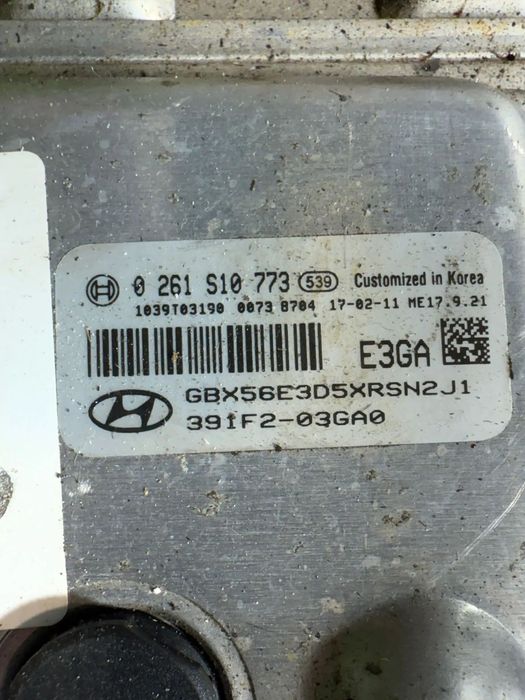 0 261 S10 773 539 Customized in Korea
1039T03190 0073 8704 17-02-11 ME17.9.21
E3GA
GBX56E3D5XRSN2J1
391F2-03GA0